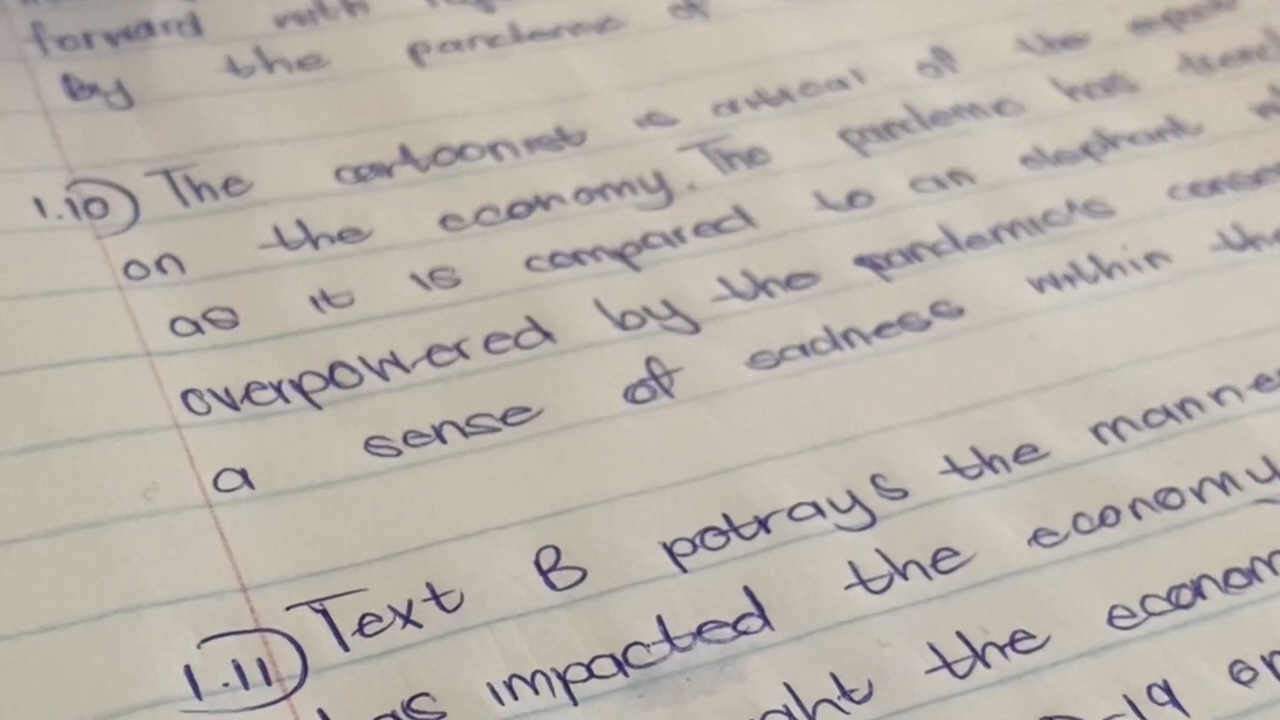 forward with
by the pandemic of
1.10) The cartoonist is critical of the
on the economy. The pandemic has
as it is compared to an elephant
overpowered by the pandemic's
a sense of sadness within the
1.11) Text B potrays the manner
has impacted the economy
the
19 on